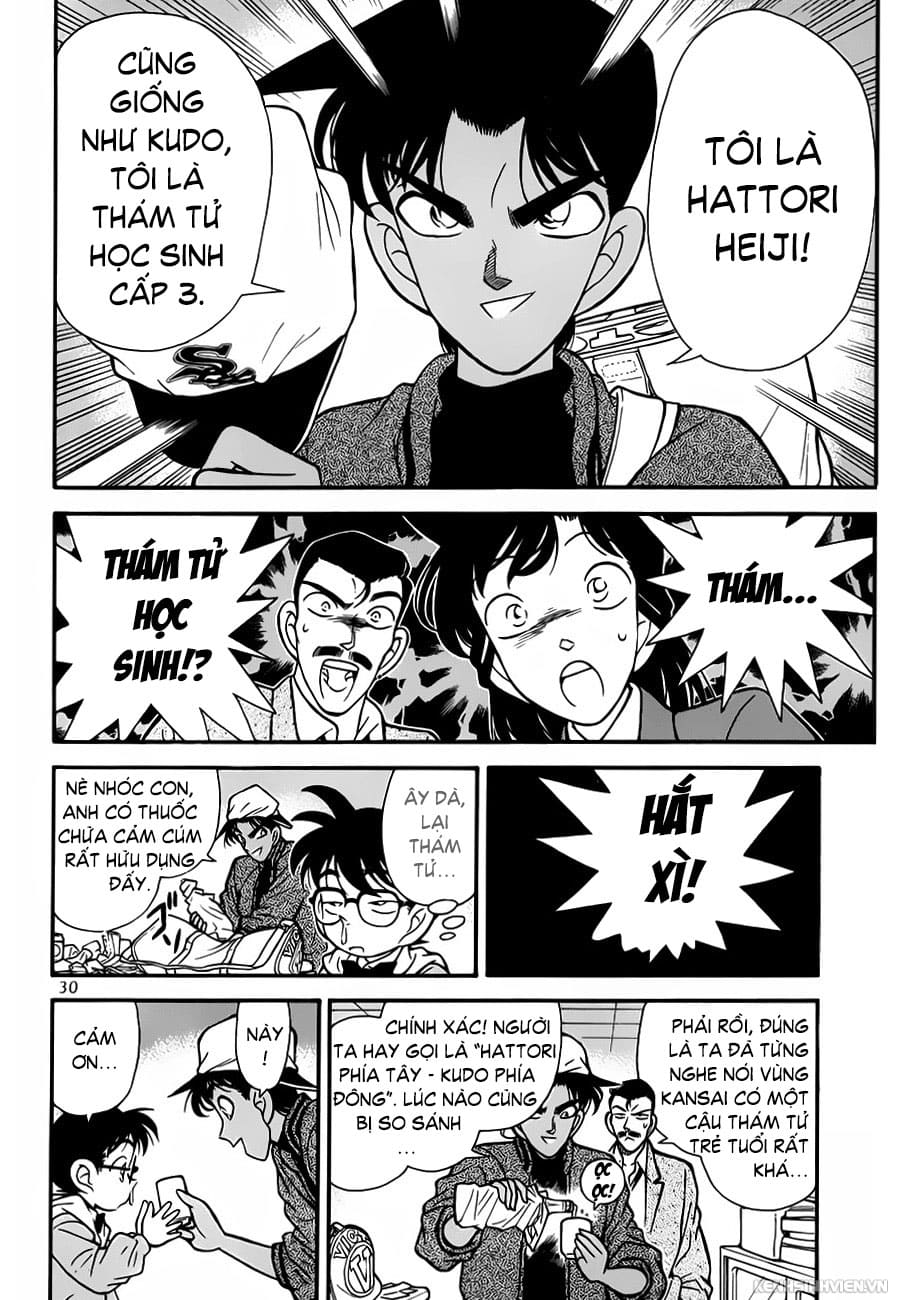 TÔI LÀ
HATTORI
HEIJI!
CŨNG
GIỐNG
NHƯ KUDO,
TÔI LÀ
THÁM TỬ
HỌC SINH
CẤP 3.
THÁM...
THÁM TỬ
HỌC
SINH!?
HẮT
XÌ!
ÂY DÀ,
LẠI
THÁM
TỬ...
NÈ NHÓC CON,
ANH CÓ THUỐC
CHỮA CẢM CÚM
RẤT HỮU DỤNG
ĐẤY.
30
PHẢI RỒI, ĐÚNG
LÀ TA ĐÃ TỪNG
NGHE NÓI VÙNG
KANSAI CÓ MỘT
CẬU THÁM TỬ
TRẺ TUỔI RẤT
KHÁ...
CHÍNH XÁC! NGƯỜI
TA HAY GỌI LÀ "HATTORI
PHÍA TÂY - KUDO PHÍA
ĐÔNG". LÚC NÀO CŨNG
BỊ SO SÁNH
...
ỌC
ỌC!
NÀY
!
CẢM
ƠN...
KENHSINHVIEN.VN